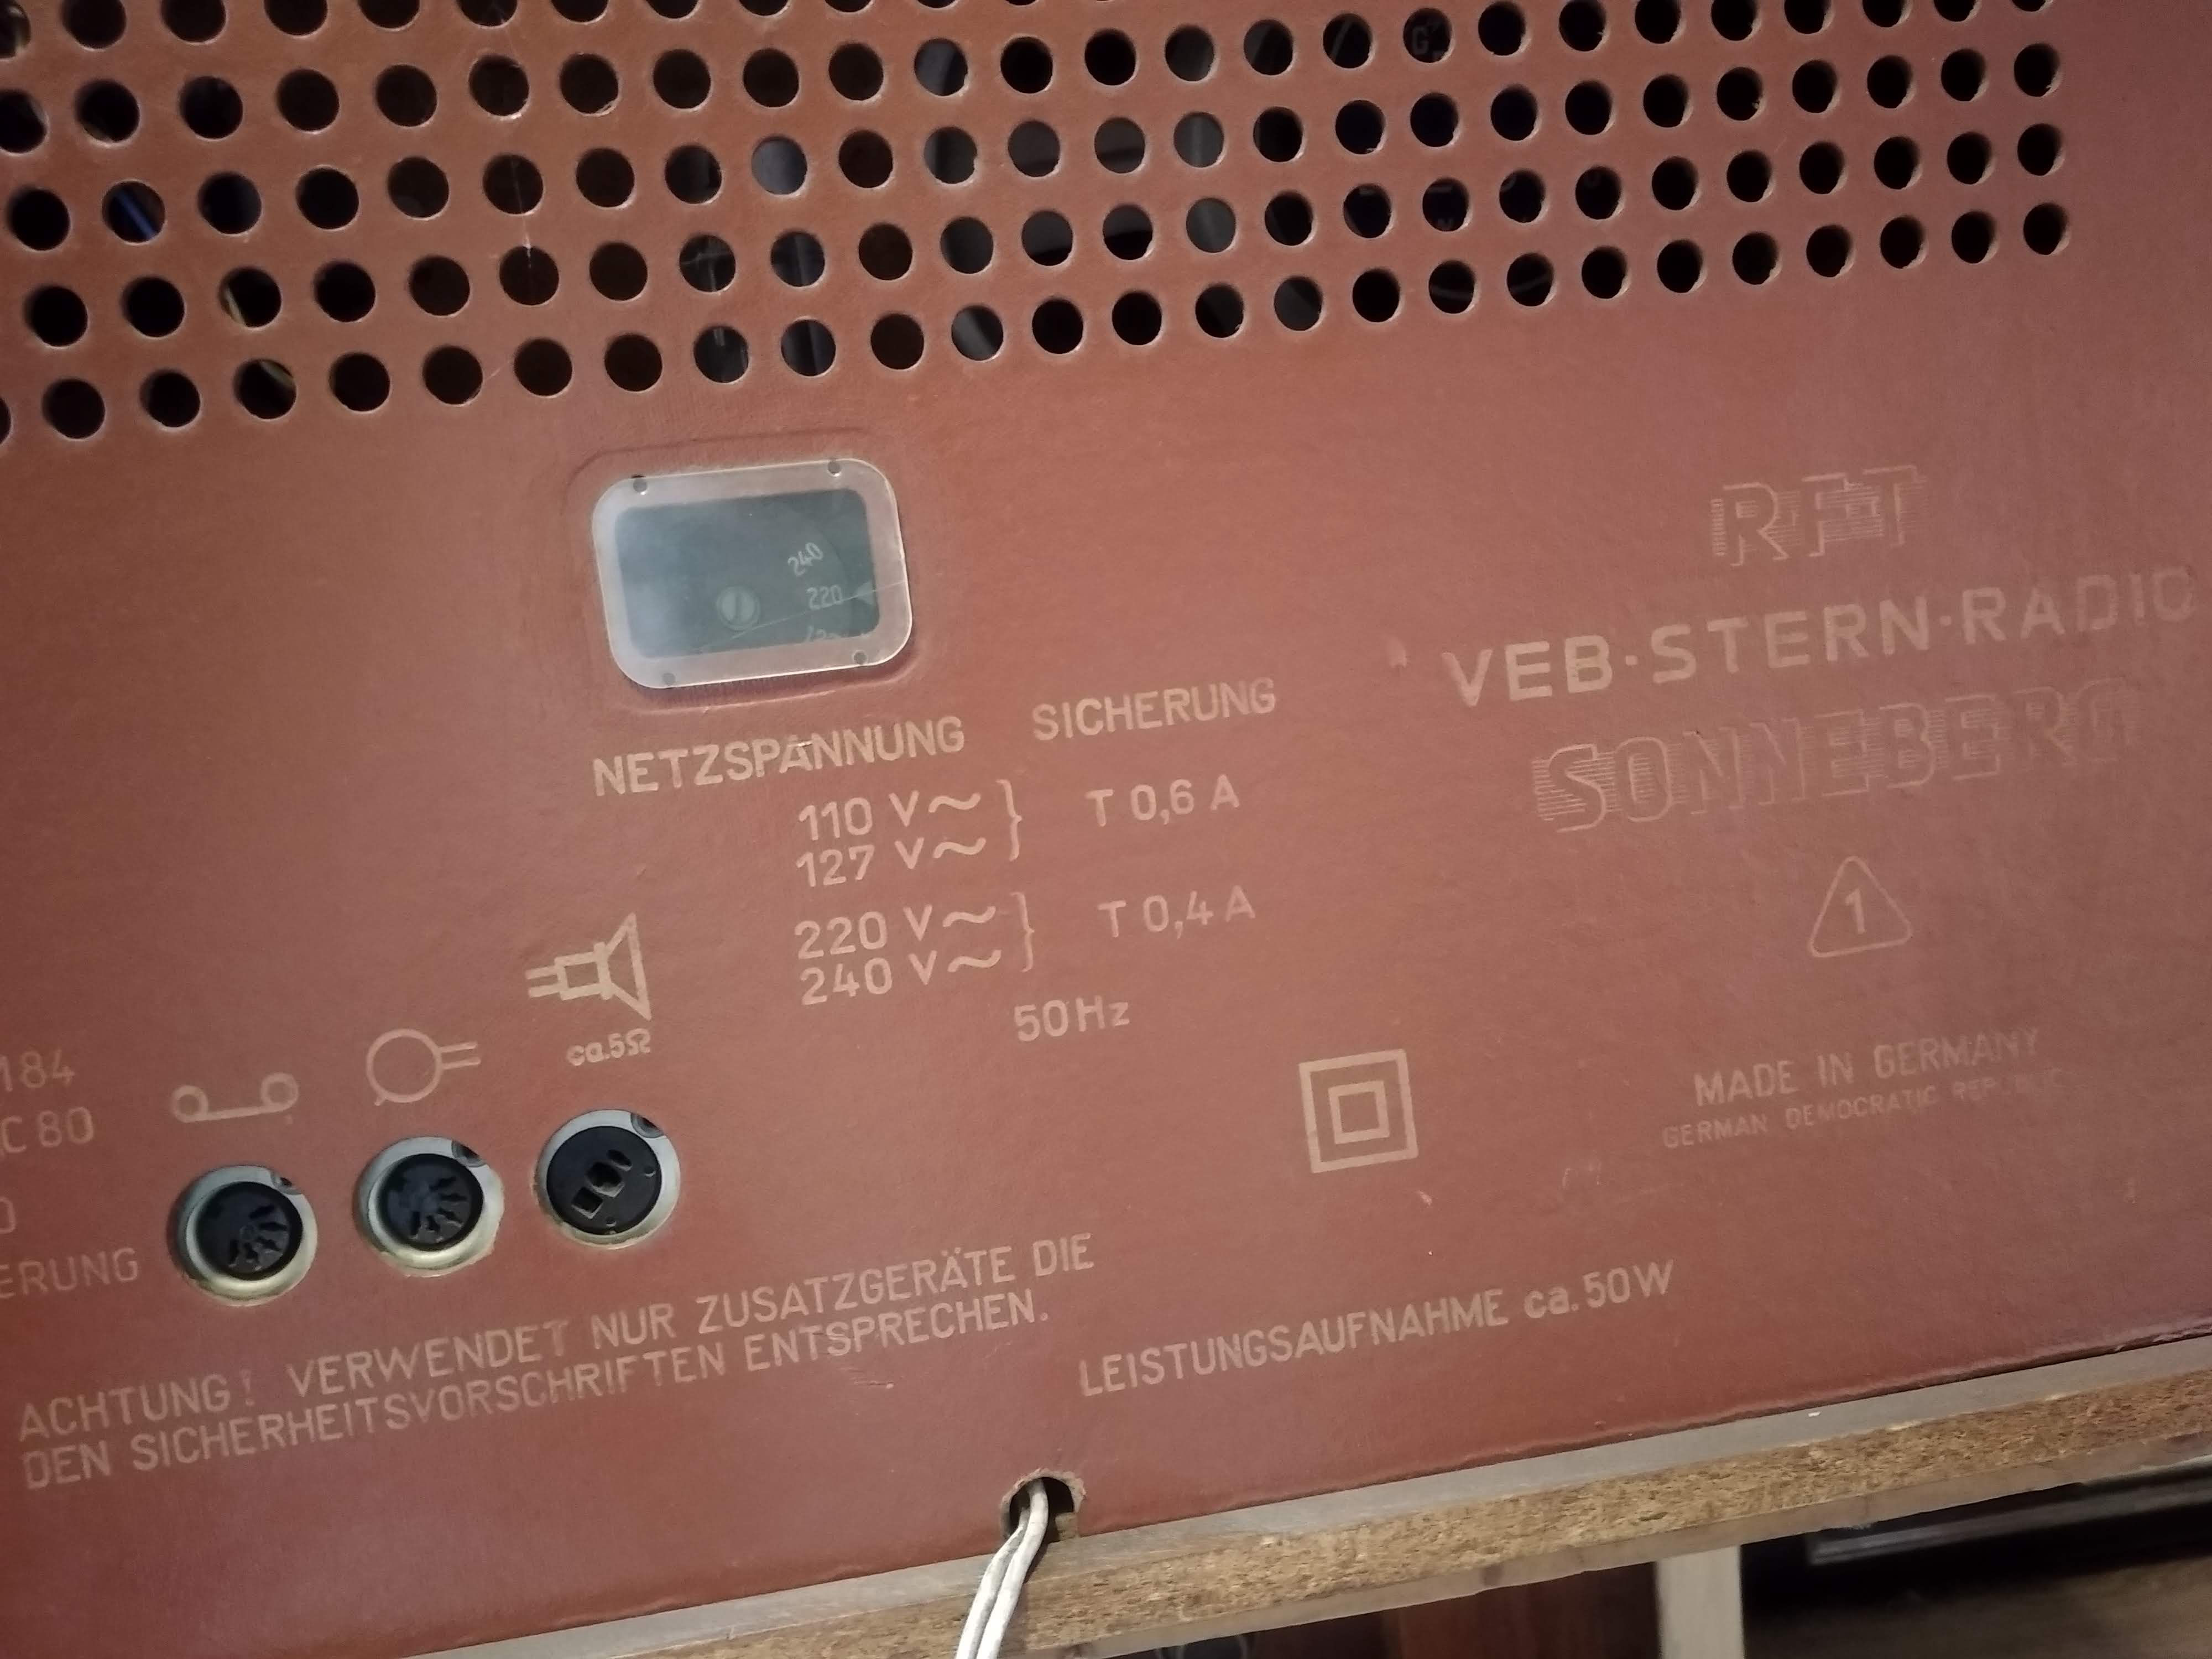 240
220
RFT
VEB·STERN·RADIO
SONNEBERG
NETZSPANNUNG SICHERUNG
110 V~ } T 0,6 A
127 V~
220 V~ } T 0,4 A
240 V~
50Hz
1
ca.5Ω
184
C 80
MADE IN GERMANY
GERMAN DEMOCRATIC REPUBLIC
0
ERUNG
ACHTUNG! VERWENDET NUR ZUSATZGERÄTE DIE
DEN SICHERHEITSVORSCHRIFTEN ENTSPRECHEN.
LEISTUNGSAUFNAHME ca. 50W